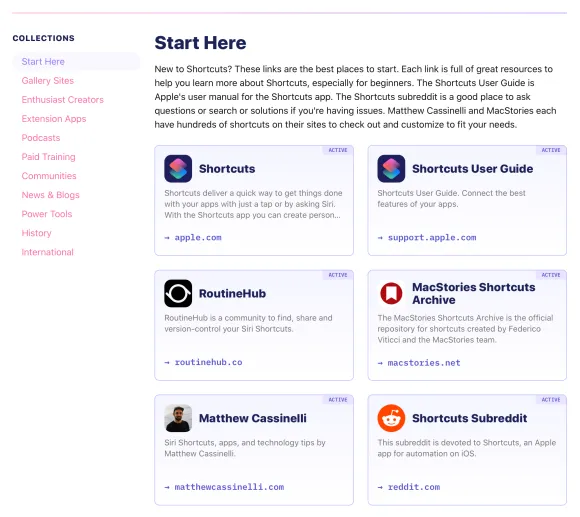 COLLECTIONS
Start Here
Gallery Sites
Enthusiast Creators
Extension Apps
Podcasts
Paid Training
Communities
News & Blogs
Power Tools
History
International
Start Here
New to Shortcuts? These links are the best places to start. Each link is full of great resources to
help you learn more about Shortcuts, especially for beginners. The Shortcuts User Guide is
Apple's user manual for the Shortcuts app. The Shortcuts subreddit is a good place to ask
questions or search or solutions if you're having issues. Matthew Cassinelli and MacStories each
have hundreds of shortcuts on their sites to check out and customize to fit your needs.
ACTIVE
Shortcuts
Shortcuts deliver a quick way to get things done
with your apps with just a tap or by asking Siri.
With the Shortcuts app you can create person...
→ apple.com
ACTIVE
Shortcuts User Guide
Shortcuts User Guide. Connect the best
features of your apps.
→ support.apple.com
ACTIVE
RoutineHub
RoutineHub is a community to find, share and
version-control your Siri Shortcuts.
→ routinehub.co
ACTIVE
MacStories Shortcuts
Archive
The MacStories Shortcuts Archive is the official
repository for shortcuts created by Federico
Viticci and the MacStories team.
→ macstories.net
ACTIVE
Matthew Cassinelli
Siri Shortcuts, apps, and technology tips by
Matthew Cassinelli.
→ matthewcassinelli.com
ACTIVE
Shortcuts Subreddit
This subreddit is devoted to Shortcuts, an Apple
app for automation on iOS.
→ reddit.com